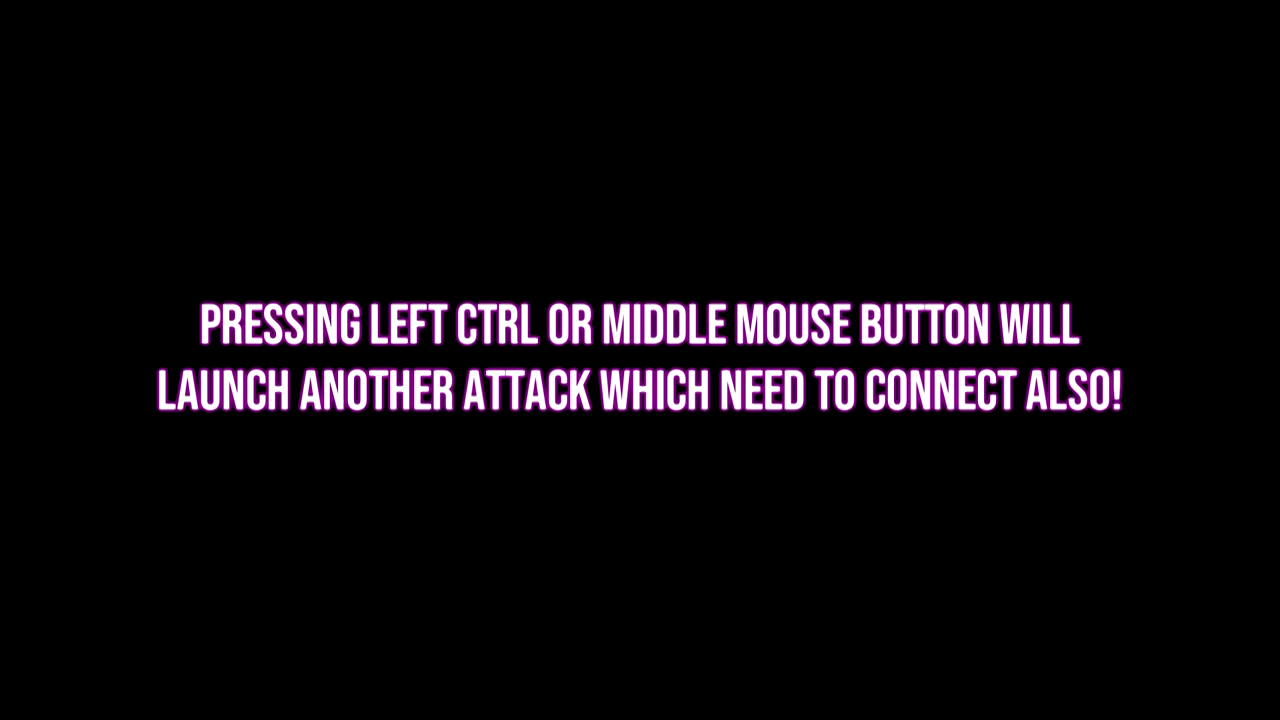 PRESSING LEFT CTRL OR MIDDLE MOUSE BUTTON WILL
LAUNCH ANOTHER ATTACK WHICH NEED TO CONNECT ALSO!